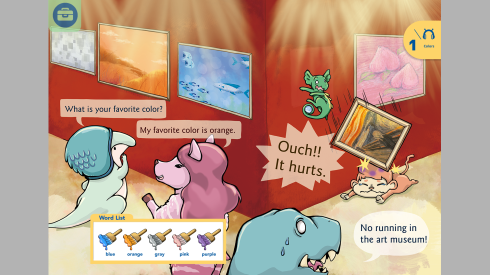 What is your favorite color?
My favorite color is orange.
Word List
blue
orange
gray
pink
purple
1
Colors
Ouch!!
It hurts.
No running in
the art museum!